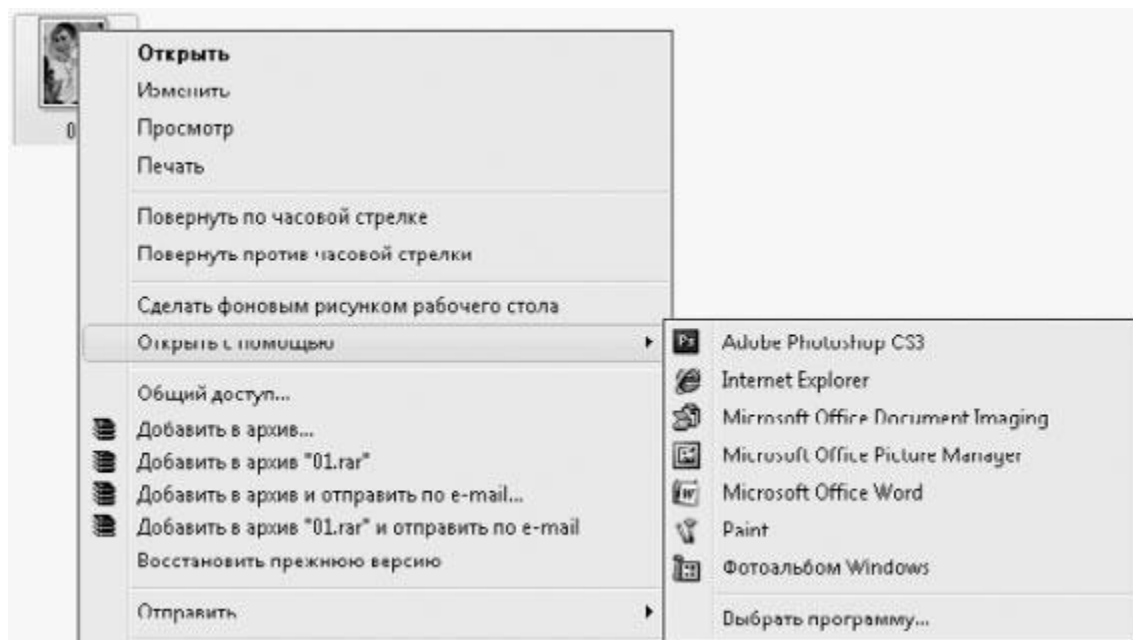 0
Открыть
Изменить
Просмотр
Печать
Повернуть по часовой стрелке
Повернуть против часовой стрелки
Сделать фоновым рисунком рабочего стола
Открыть с помощью
Общий доступ...
Добавить в архив...
Добавить в архив "01.rar"
Добавить в архив и отправить по e-mail...
Добавить в архив "01.rar" и отправить по e-mail
Восстановить прежнюю версию
Отправить
Ps Adobe Photoshop CS3
Internet Explorer
Microsoft Office Document Imaging
Microsoft Office Picture Manager
Microsoft Office Word
Paint
Фотоальбом Windows
Выбрать программу...